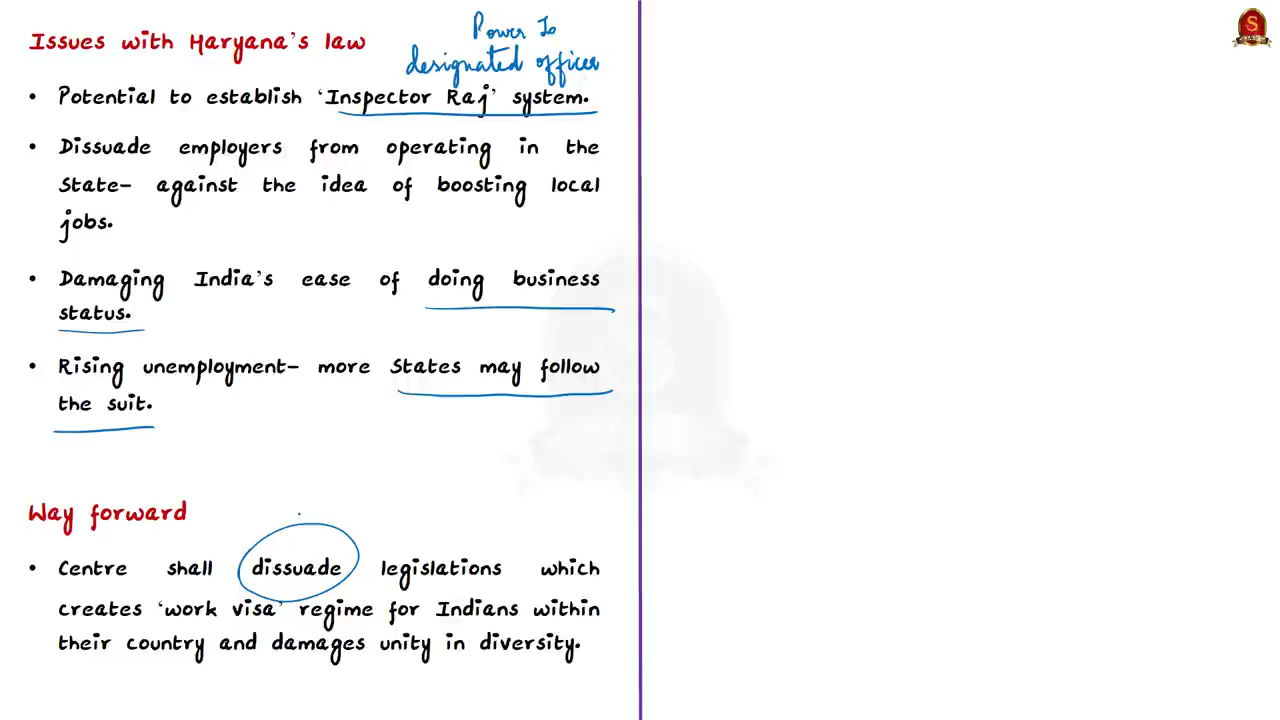 Issues with Haryana's law
Power to
designated officer
• Potential to establish 'Inspector Raj' system.
• Dissuade employers from operating in the
State- against the idea of boosting local
jobs.
• Damaging India's ease of doing business
status.
• Rising unemployment- more States may follow
the suit.
Way forward
• Centre shall dissuade legislations which
creates 'work visa' regime for Indians within
their country and damages unity in diversity.